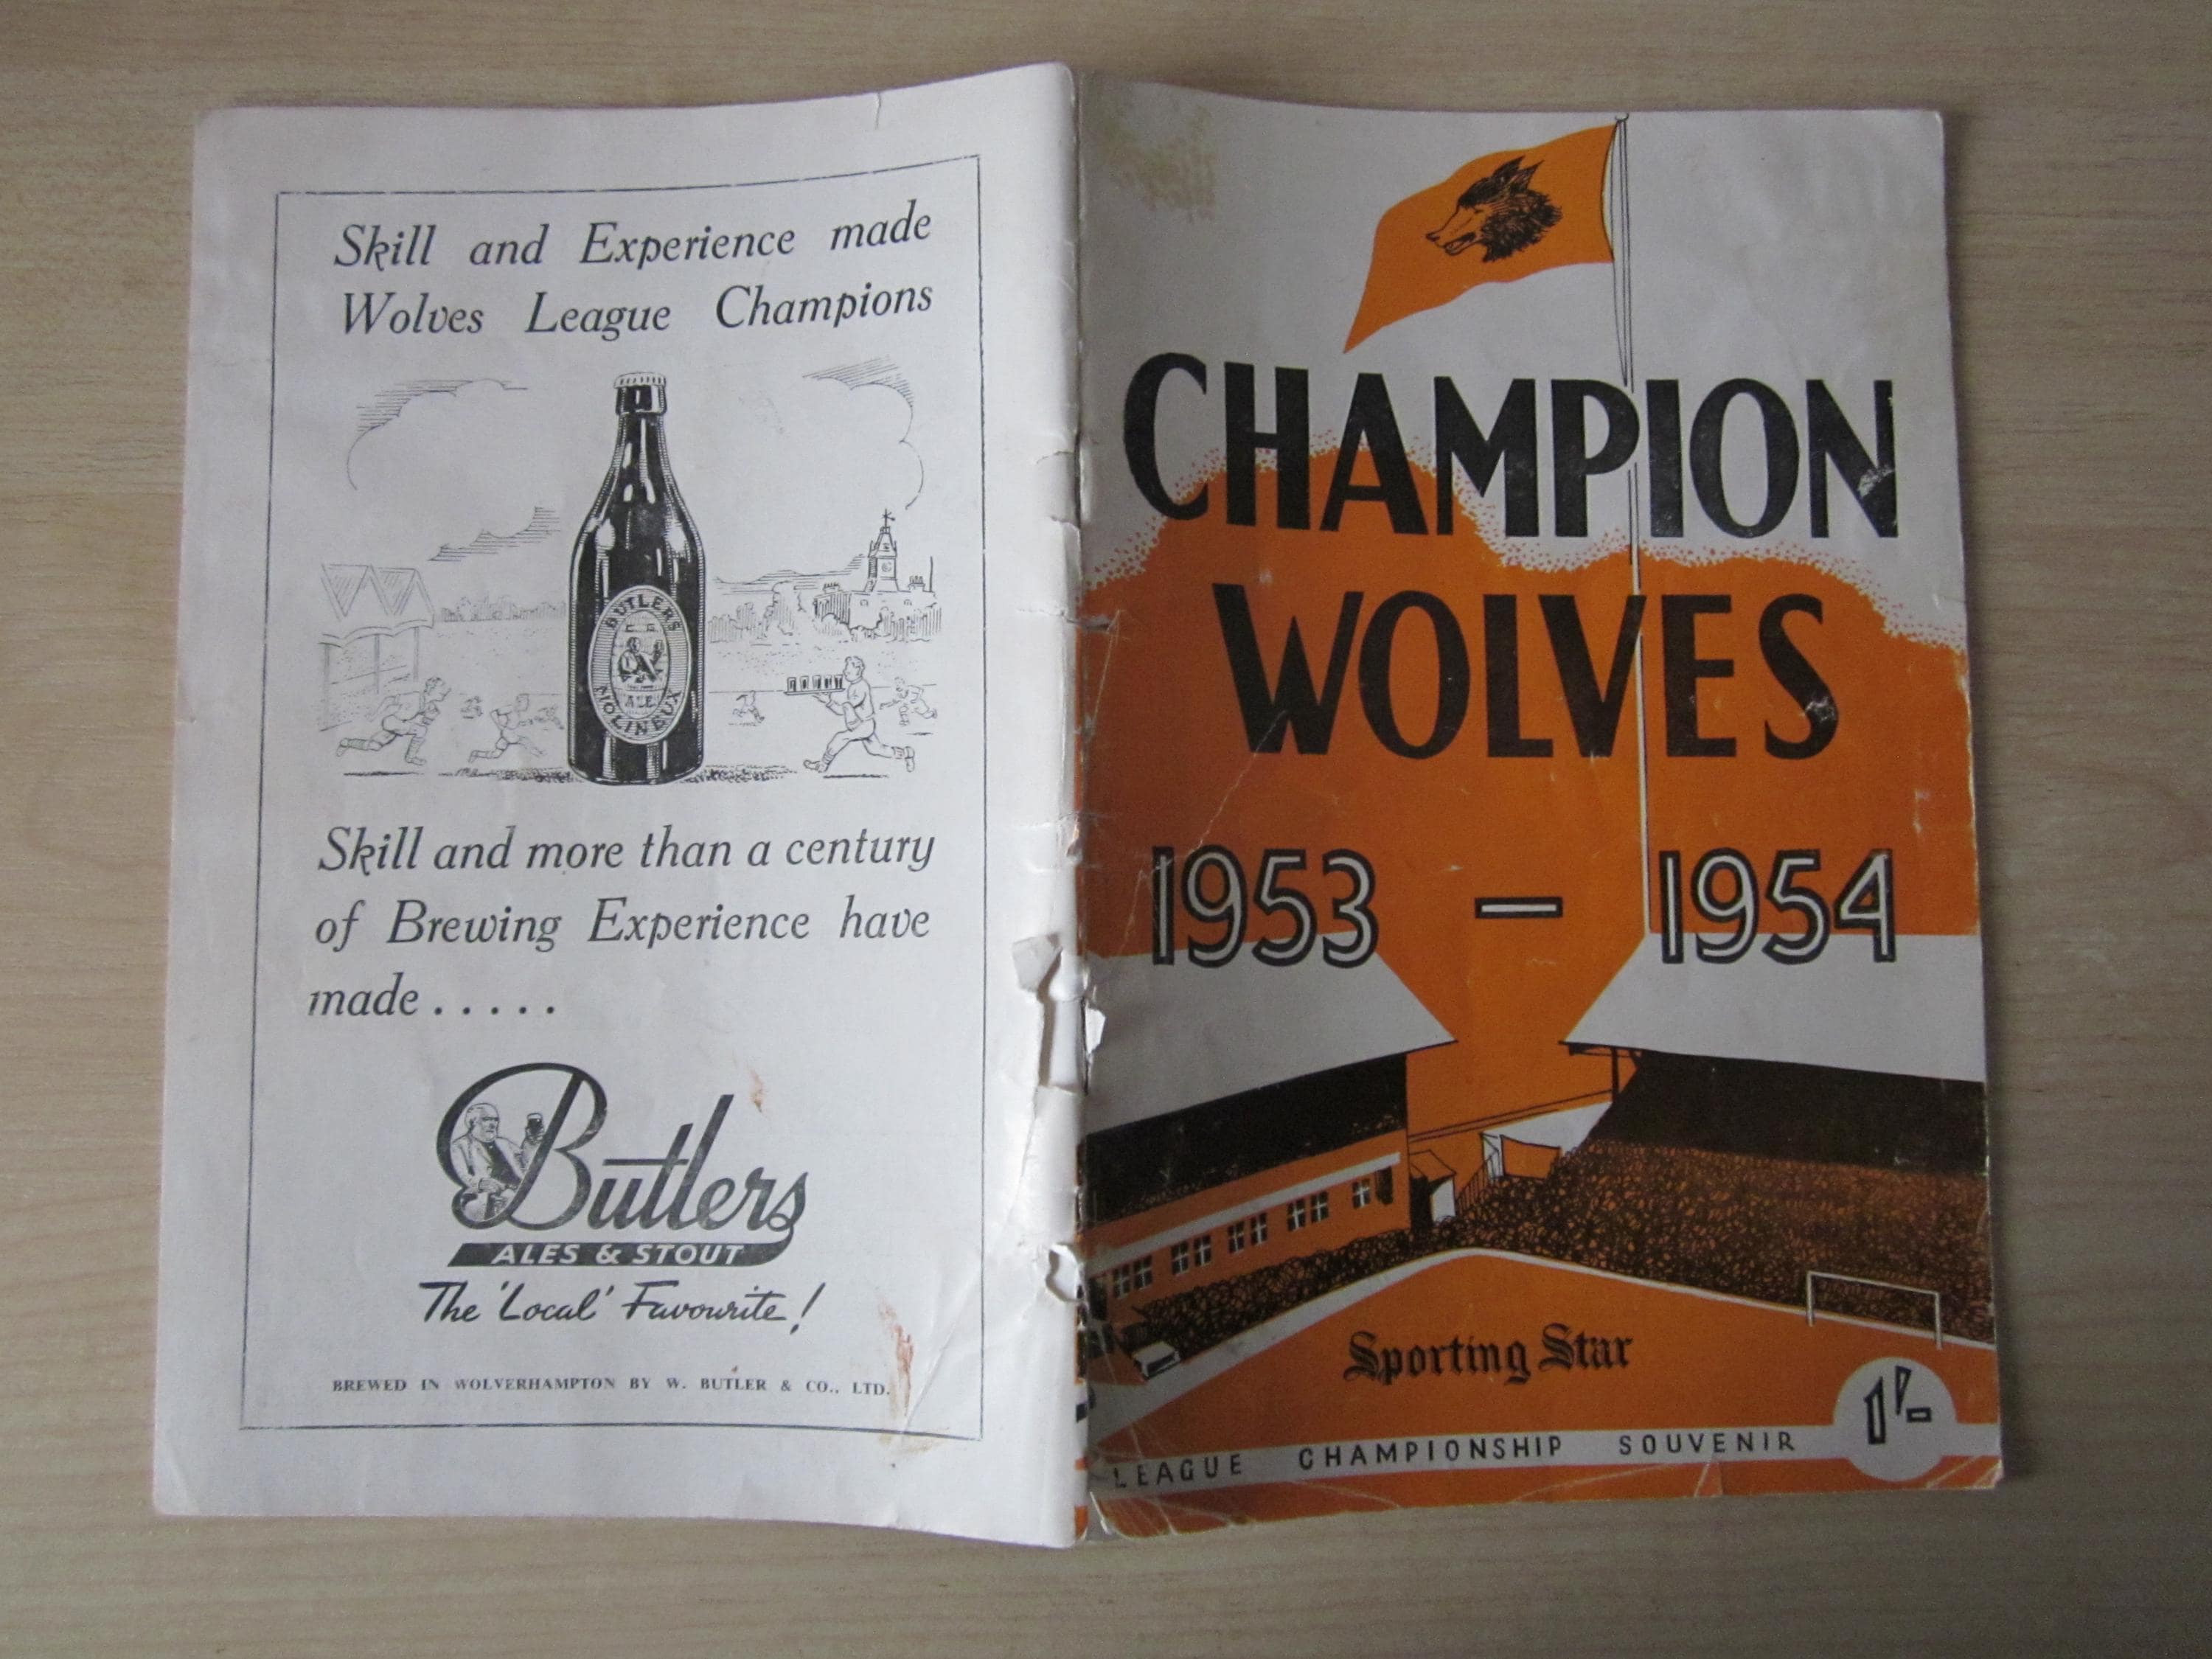 Skill and Experience made
Wolves League Champions
BUTLERS
ALE
MOLINEUX
Skill and more than a century
of Brewing Experience have
made . . . . .
Butlers
ALES & STOUT
The 'Local' Favourite!
BREWED IN WOLVERHAMPTON BY W. BUTLER & CO., LTD.
CHAMPION
WOLVES
1953 – 1954
Sporting Star
1/-
LEAGUE CHAMPIONSHIP SOUVENIR